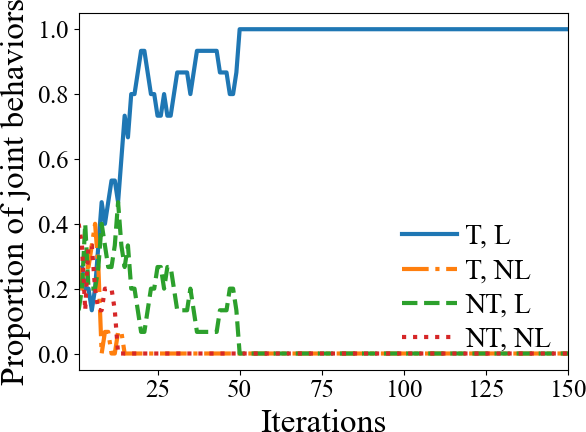 Proportion of joint behaviors
1.0
0.8
0.6
0.4
0.2
0.0
T, L
T, NL
NT, L
NT, NL
25
50
75
100
125
150
Iterations